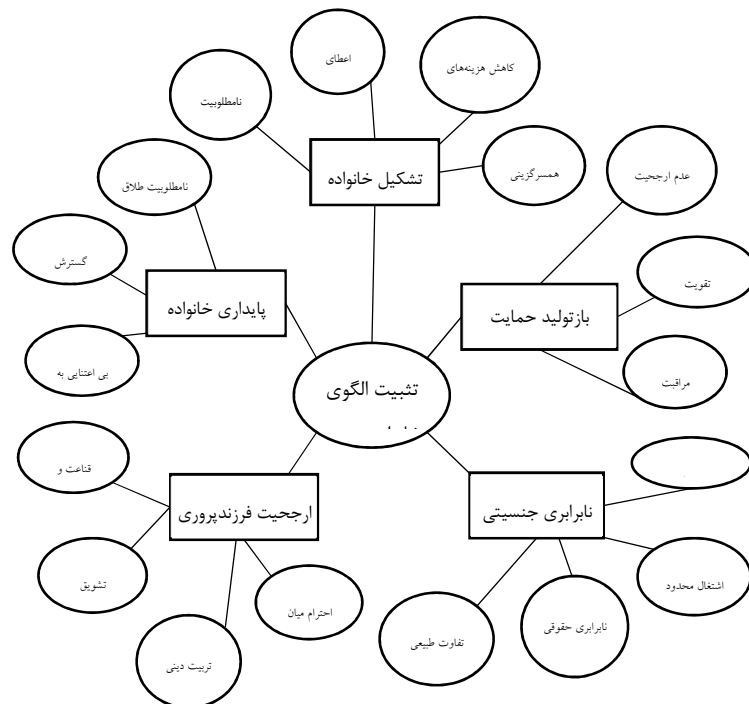 اعطای
کاهش هزینه‌های
نامطلوبیت
تشکیل خانواده
همسرگزینی
عدم ارجحیت
نامطلوبیت طلاق
گسترش
پایداری خانواده
بی اعتنایی به
تقویت
بازتولید حمایت
مراقبت
تثبیت الگوی
قناعت و
ارجحیت فرزندپروری
تشویق
احترام میان
تربیت دینی
نابرابری جنسیتی
اشتغال محدود
نابرابری حقوقی
تفاوت طبیعی